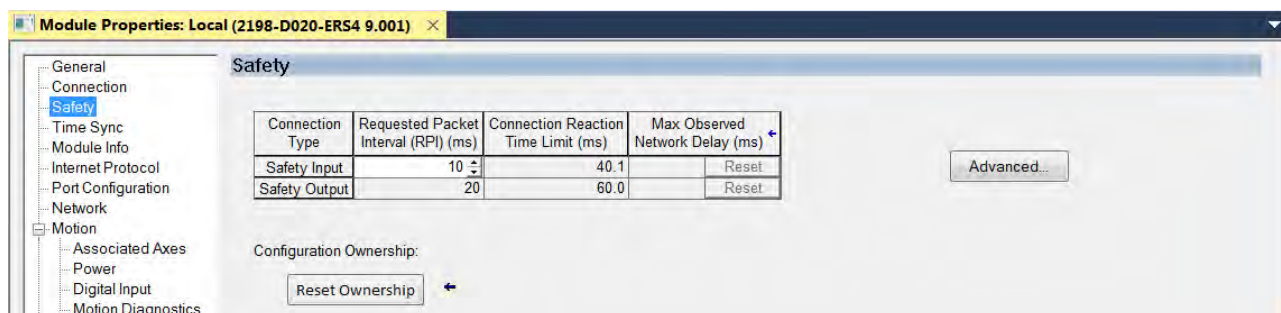 Module Properties: Local (2198-D020-ERS4 9.001) ×
General
Connection
Safety
Time Sync
Module Info
Internet Protocol
Port Configuration
Network
Motion
Associated Axes
Power
Digital Input
Motion Diagnostics
Safety
Connection Type Requested Packet Interval (RPI) (ms) Connection Reaction Time Limit (ms) Max Observed Network Delay (ms)
Safety Input 10 40.1 Reset
Safety Output 20 60.0 Reset
Advanced...
Configuration Ownership:
Reset Ownership